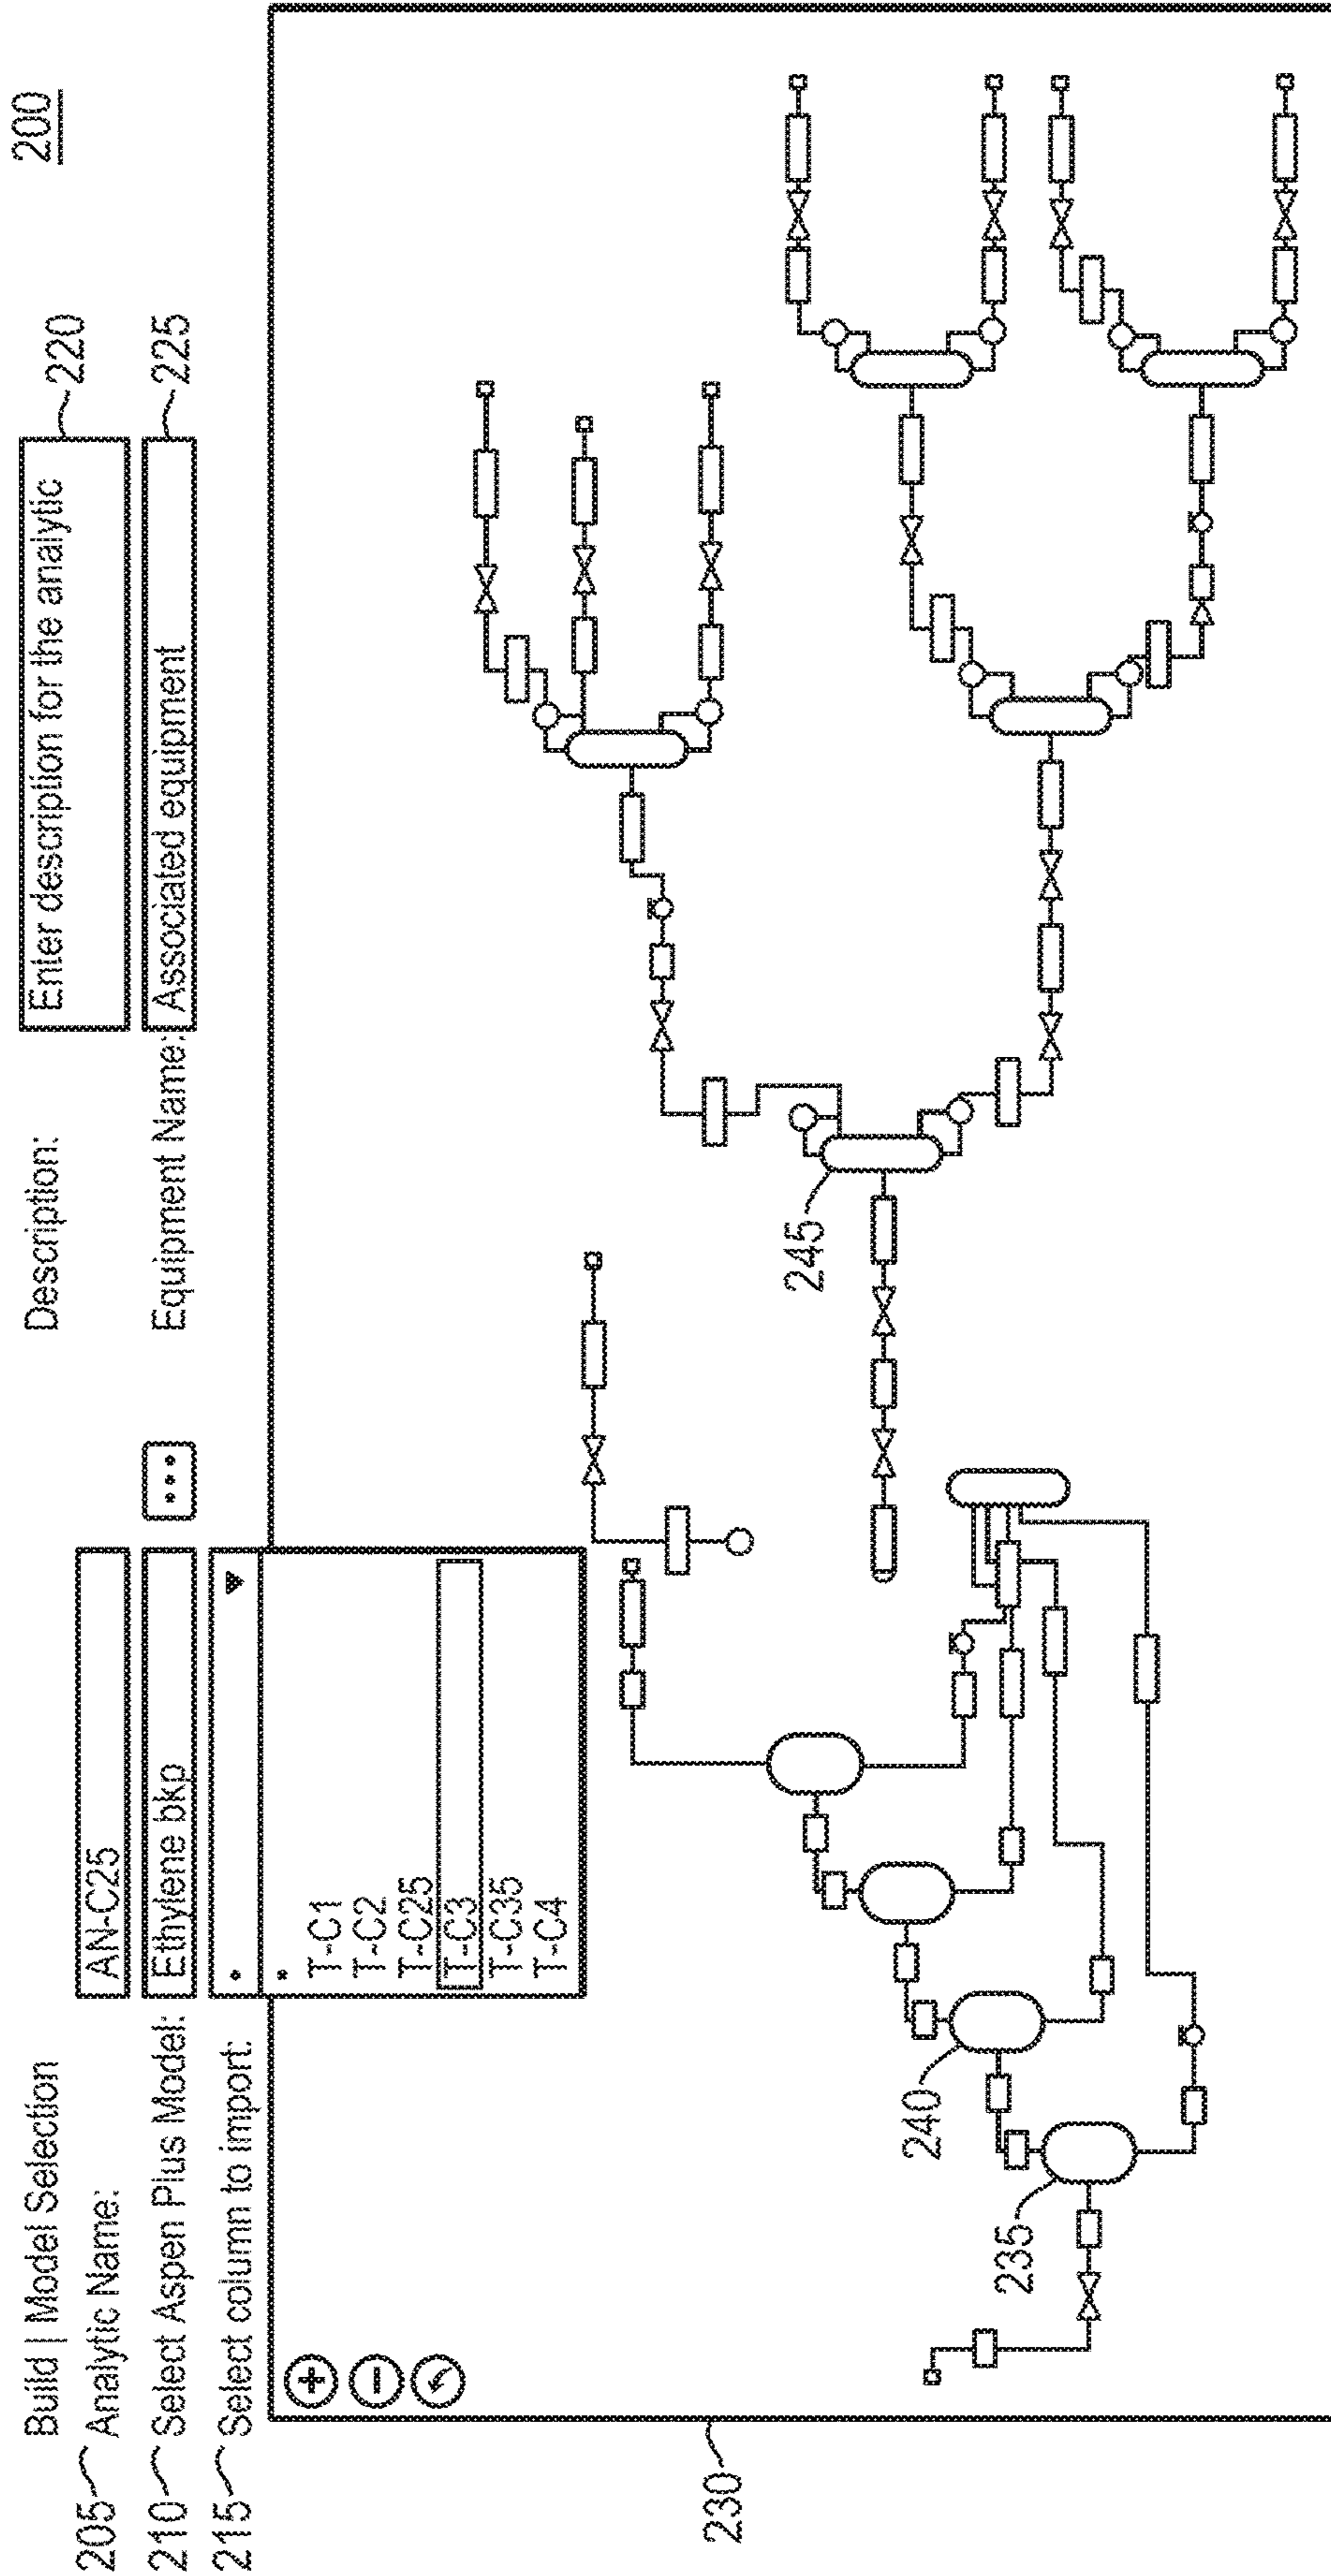 200
Build | Model Selection
205 Analytic Name: AN-C25 Description: Enter description for the analytic 220
210 Select Aspen Plus Model: Ethylene bkp ... Equipment Name: Associated equipment 225
215 Select column to import:
*
T-C1
T-C2
T-C25
T-C3
T-C35
T-C4
230
245
240
235